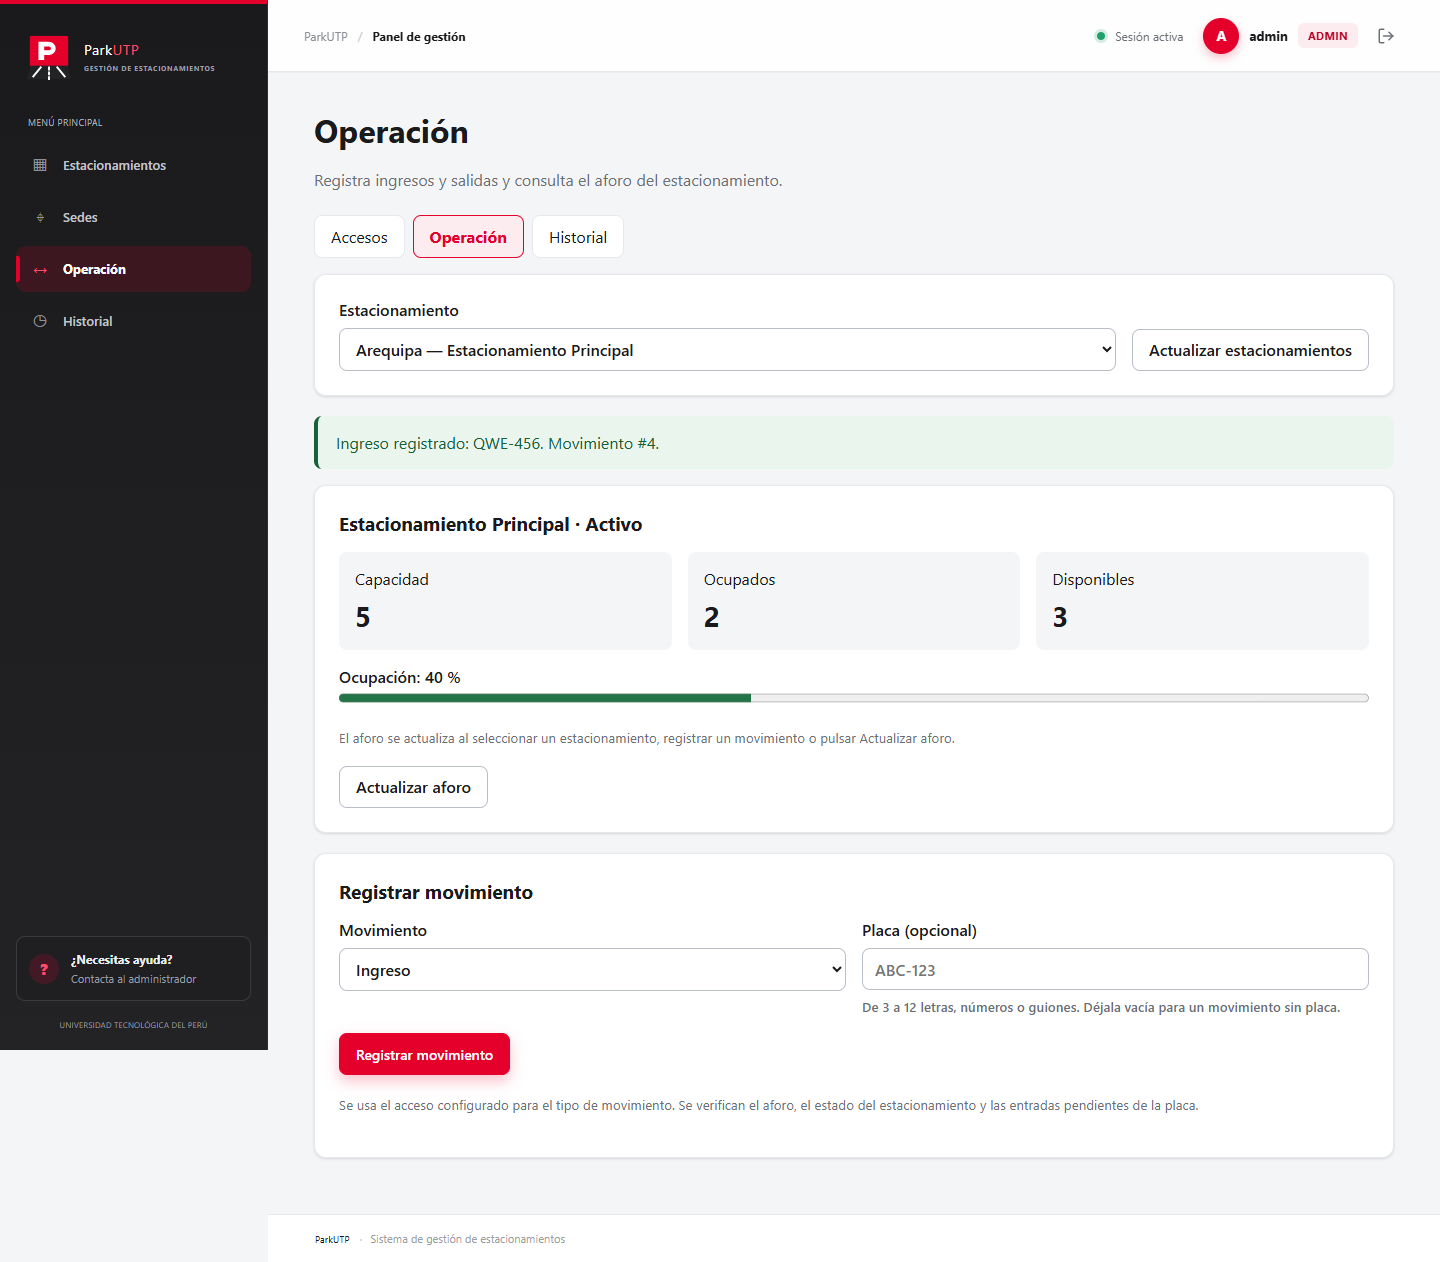 ParkUTP
GESTIÓN DE ESTACIONAMIENTOS
MENÚ PRINCIPAL
Estacionamientos
Sedes
Operación
Historial
¿Necesitas ayuda?
Contacta al administrador
UNIVERSIDAD TECNOLÓGICA DEL PERÚ
ParkUTP / Panel de gestión
Sesión activa
A admin ADMIN
Operación
Registra ingresos y salidas y consulta el aforo del estacionamiento.
Accesos Operación Historial
Estacionamiento
Arequipa — Estacionamiento Principal
Actualizar estacionamientos
Ingreso registrado: QWE-456. Movimiento #4.
Estacionamiento Principal · Activo
Capacidad
5
Ocupados
2
Disponibles
3
Ocupación: 40 %
El aforo se actualiza al seleccionar un estacionamiento, registrar un movimiento o pulsar Actualizar aforo.
Actualizar aforo
Registrar movimiento
Movimiento
Ingreso
Placa (opcional)
ABC-123
De 3 a 12 letras, números o guiones. Déjala vacía para un movimiento sin placa.
Registrar movimiento
Se usa el acceso configurado para el tipo de movimiento. Se verifican el aforo, el estado del estacionamiento y las entradas pendientes de la placa.
ParkUTP · Sistema de gestión de estacionamientos